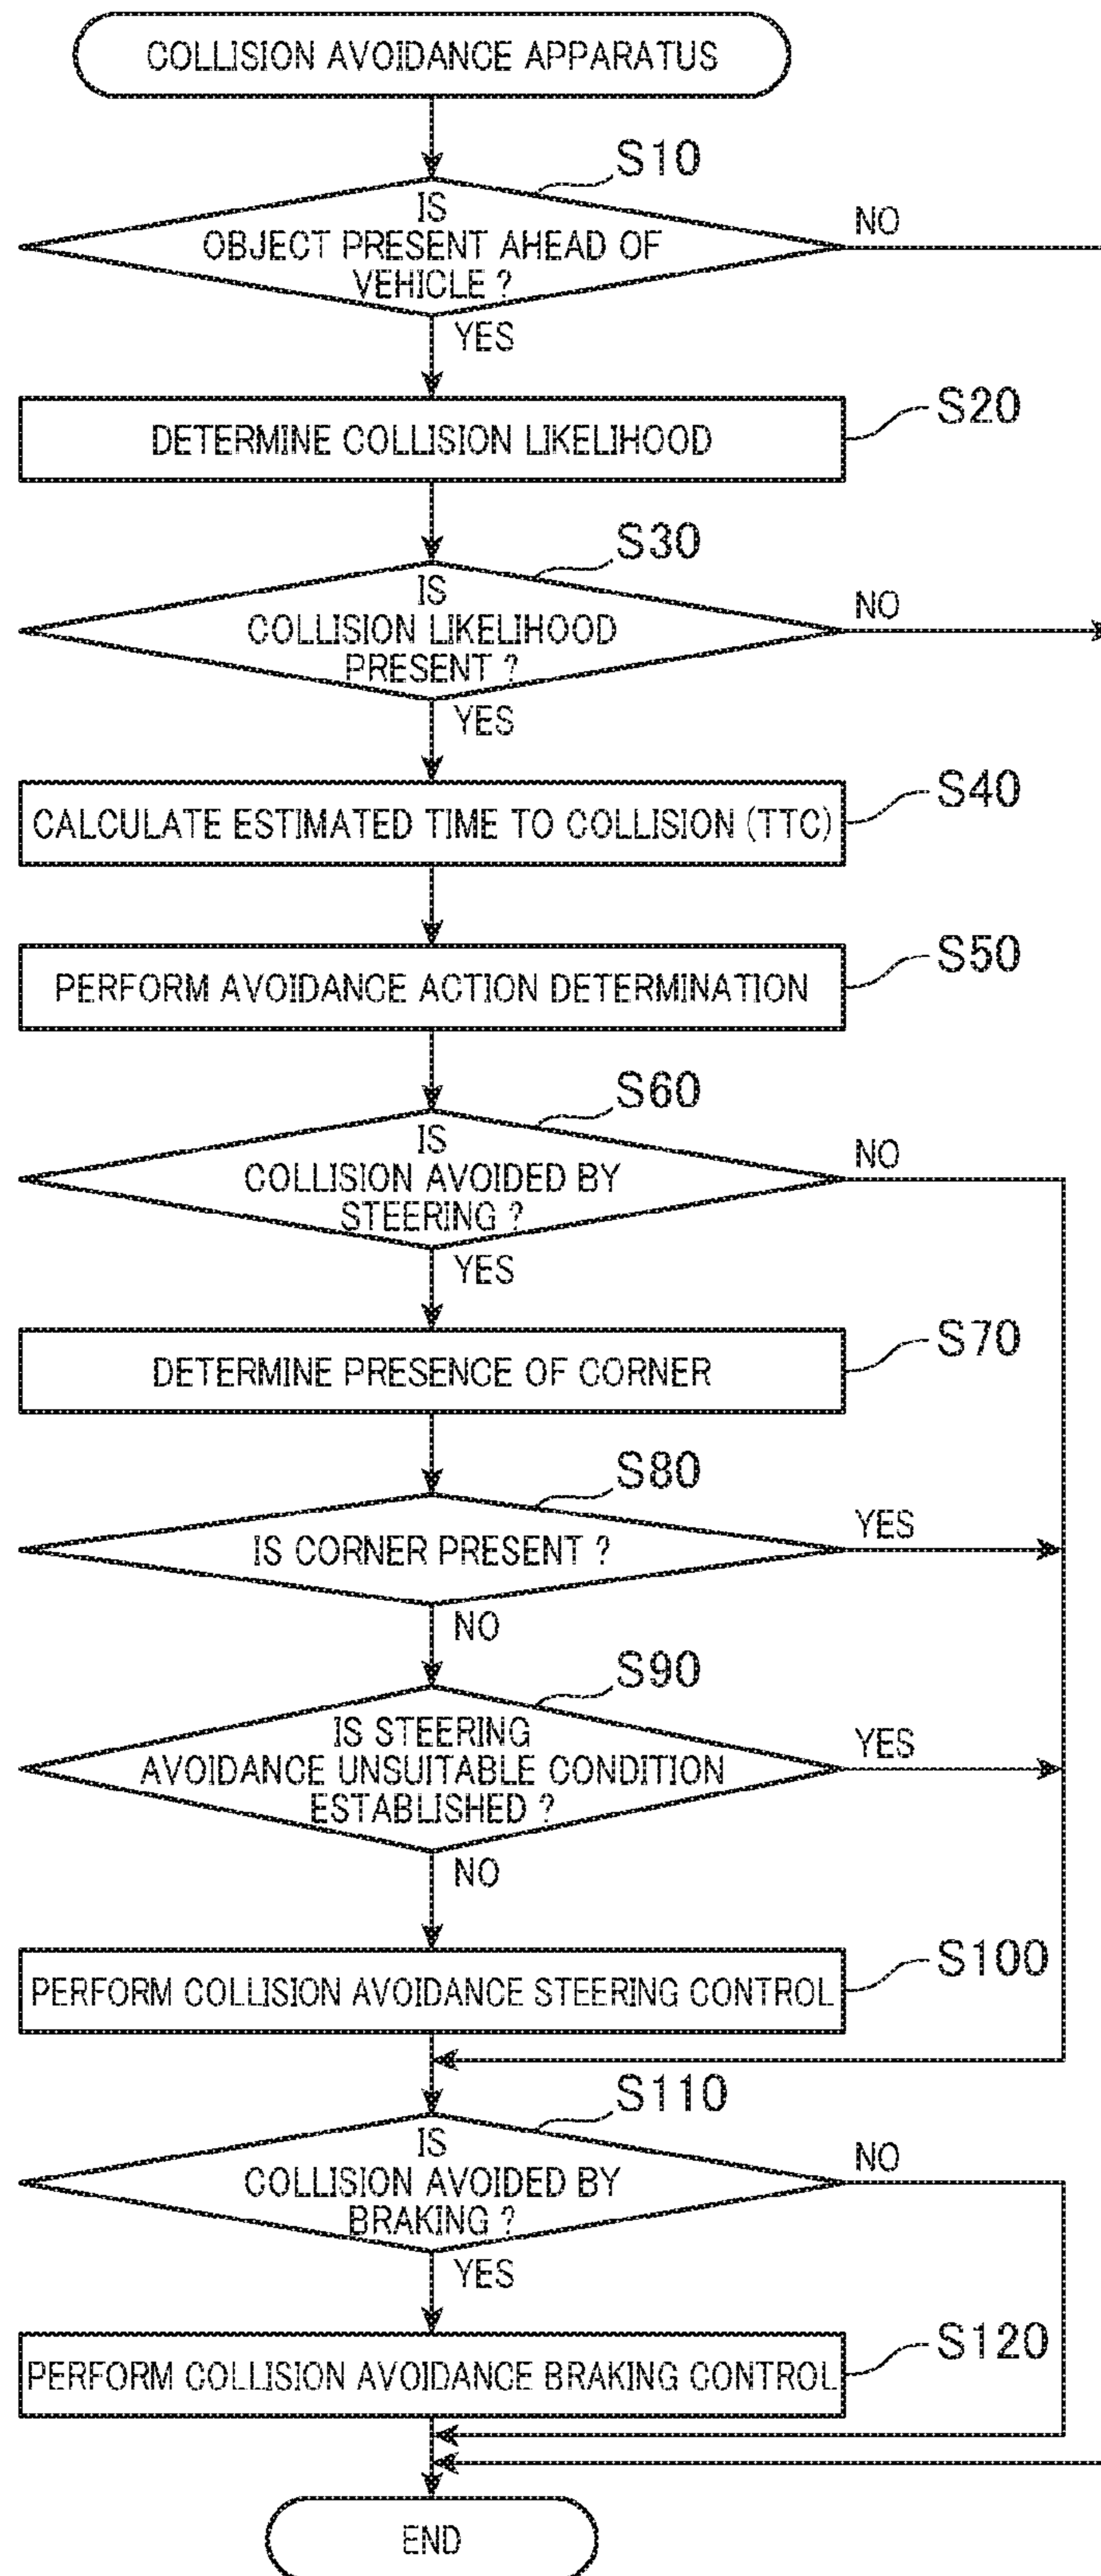 COLLISION AVOIDANCE APPARATUS
S10
IS
OBJECT PRESENT AHEAD OF
VEHICLE ?
NO
YES
S20
DETERMINE COLLISION LIKELIHOOD
S30
IS
COLLISION LIKELIHOOD
PRESENT ?
NO
YES
S40
CALCULATE ESTIMATED TIME TO COLLISION (TTC)
S50
PERFORM AVOIDANCE ACTION DETERMINATION
S60
IS
COLLISION AVOIDED BY
STEERING ?
NO
YES
S70
DETERMINE PRESENCE OF CORNER
S80
IS CORNER PRESENT ?
YES
NO
S90
IS STEERING
AVOIDANCE UNSUITABLE CONDITION
ESTABLISHED ?
YES
NO
S100
PERFORM COLLISION AVOIDANCE STEERING CONTROL
S110
IS
COLLISION AVOIDED BY
BRAKING ?
NO
YES
S120
PERFORM COLLISION AVOIDANCE BRAKING CONTROL
END